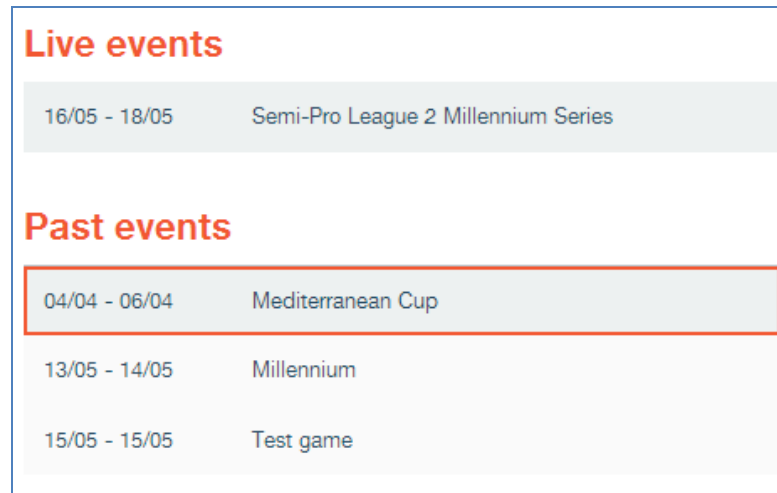 Live events
16/05 - 18/05 Semi-Pro League 2 Millennium Series
Past events
04/04 - 06/04 Mediterranean Cup
13/05 - 14/05 Millennium
15/05 - 15/05 Test game